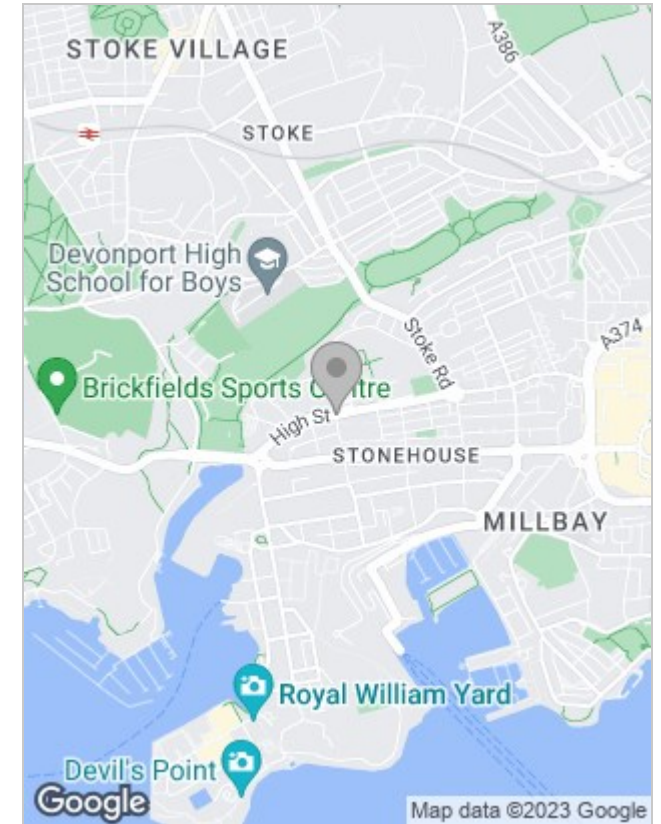 STOKE VILLAGE
A386
STOKE
Devonport High
School for Boys
Stoke Rd
A374
Brickfields Sports Centre
High St
STONEHOUSE
MILLBAY
Royal William Yard
Devil's Point
Google
Map data ©2023 Google